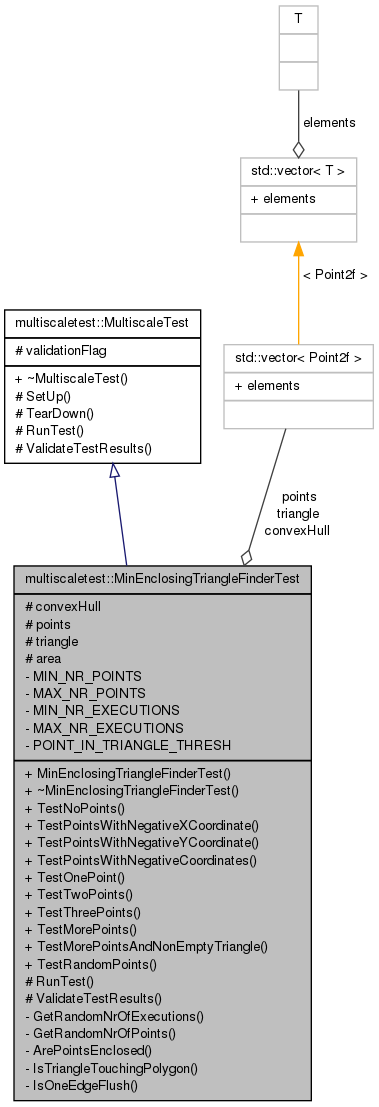 T
elements
std::vector< T >
+ elements
< Point2f >
multiscaletest::MultiscaleTest
# validationFlag
+ ~MultiscaleTest()
# SetUp()
# TearDown()
# RunTest()
# ValidateTestResults()
std::vector< Point2f >
+ elements
points
triangle
convexHull
multiscaletest::MinEnclosingTriangleFinderTest
# convexHull
# points
# triangle
# area
- MIN_NR_POINTS
- MAX_NR_POINTS
- MIN_NR_EXECUTIONS
- MAX_NR_EXECUTIONS
- POINT_IN_TRIANGLE_THRESH
+ MinEnclosingTriangleFinderTest()
+ ~MinEnclosingTriangleFinderTest()
+ TestNoPoints()
+ TestPointsWithNegativeXCoordinate()
+ TestPointsWithNegativeYCoordinate()
+ TestPointsWithNegativeCoordinates()
+ TestOnePoint()
+ TestTwoPoints()
+ TestThreePoints()
+ TestMorePoints()
+ TestMorePointsAndNonEmptyTriangle()
+ TestRandomPoints()
# RunTest()
# ValidateTestResults()
- GetRandomNrOfExecutions()
- GetRandomNrOfPoints()
- ArePointsEnclosed()
- IsTriangleTouchingPolygon()
- IsOneEdgeFlush()